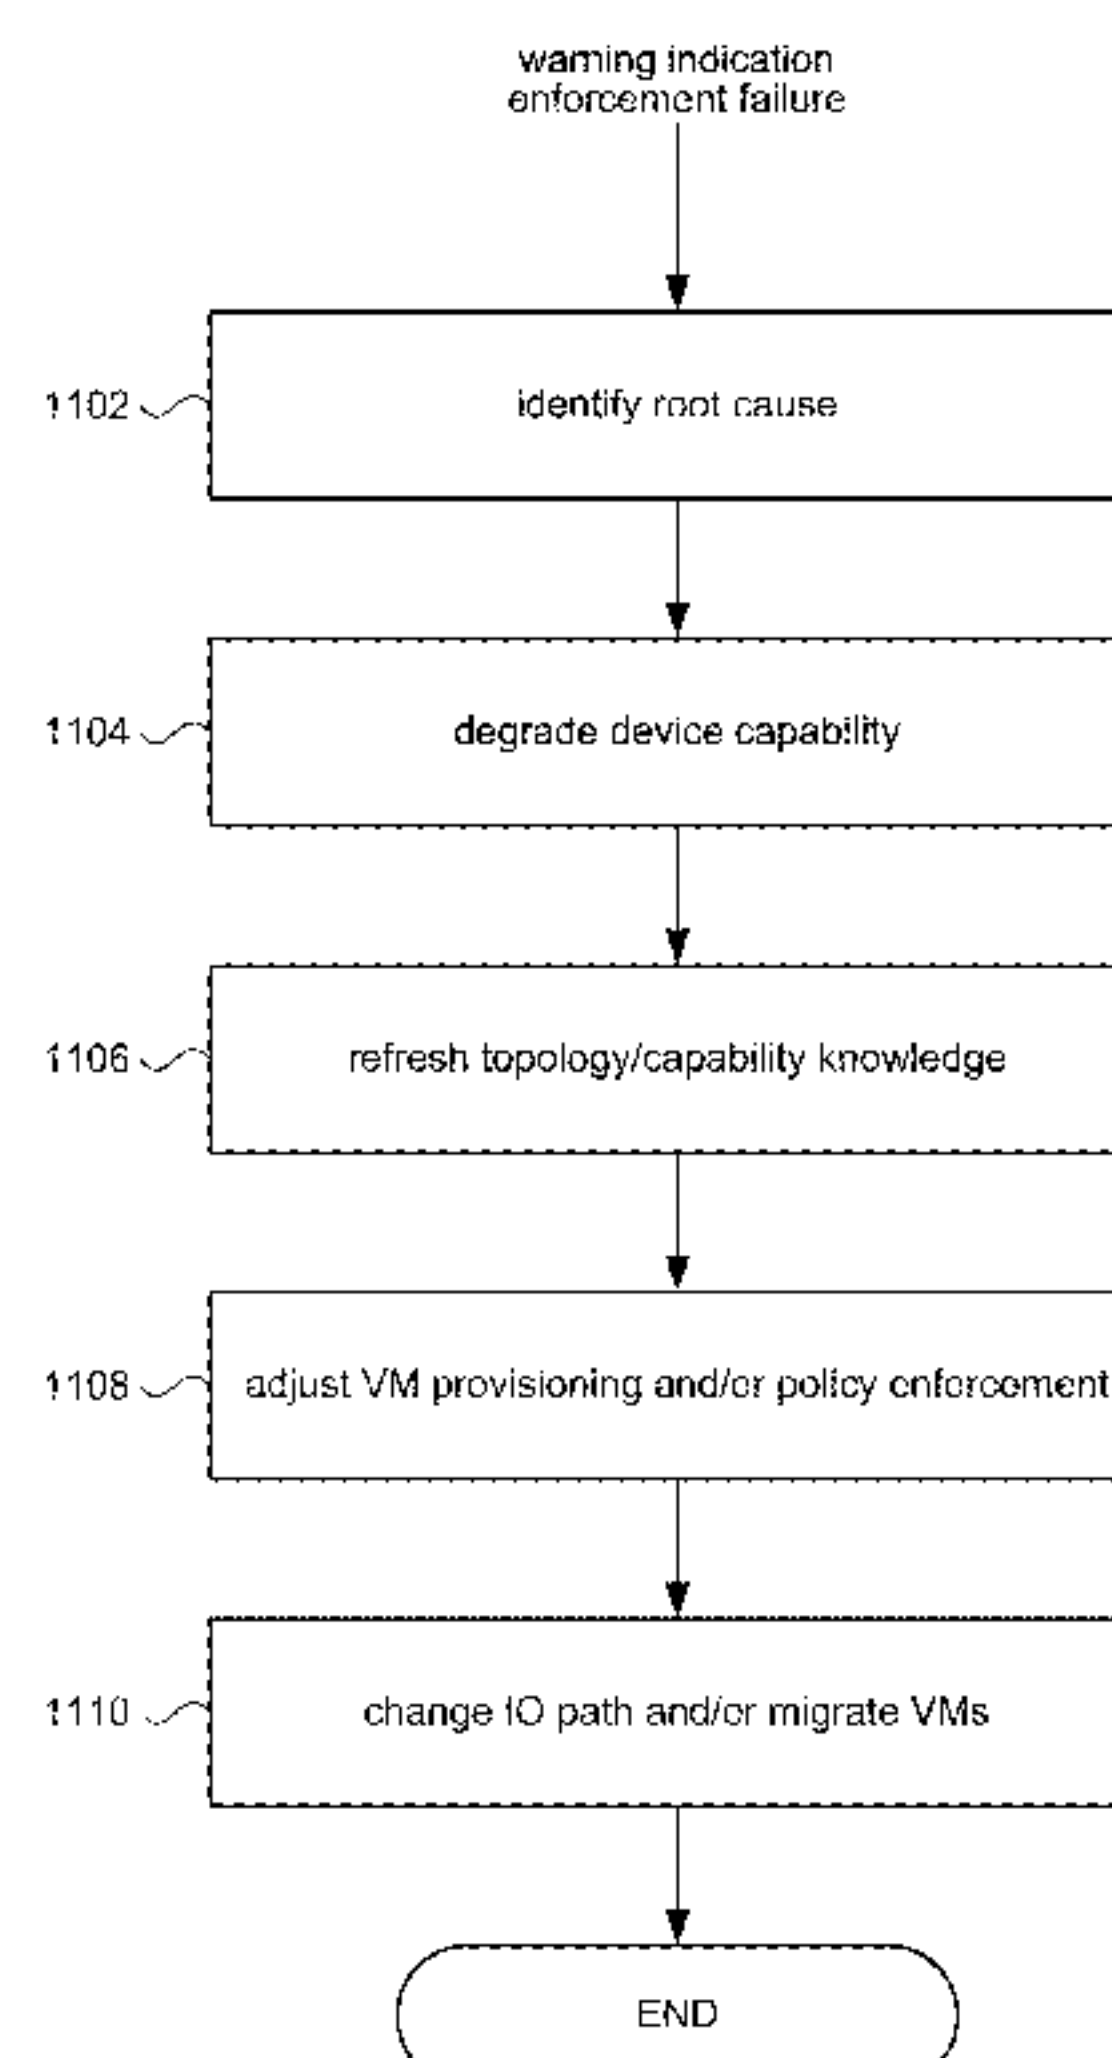 warning indication
enforcement failure
1102 identify root cause
1104 degrade device capability
1106 refresh topology/capability knowledge
1108 adjust VM provisioning and/or policy enforcement
1110 change IO path and/or migrate VMs
END